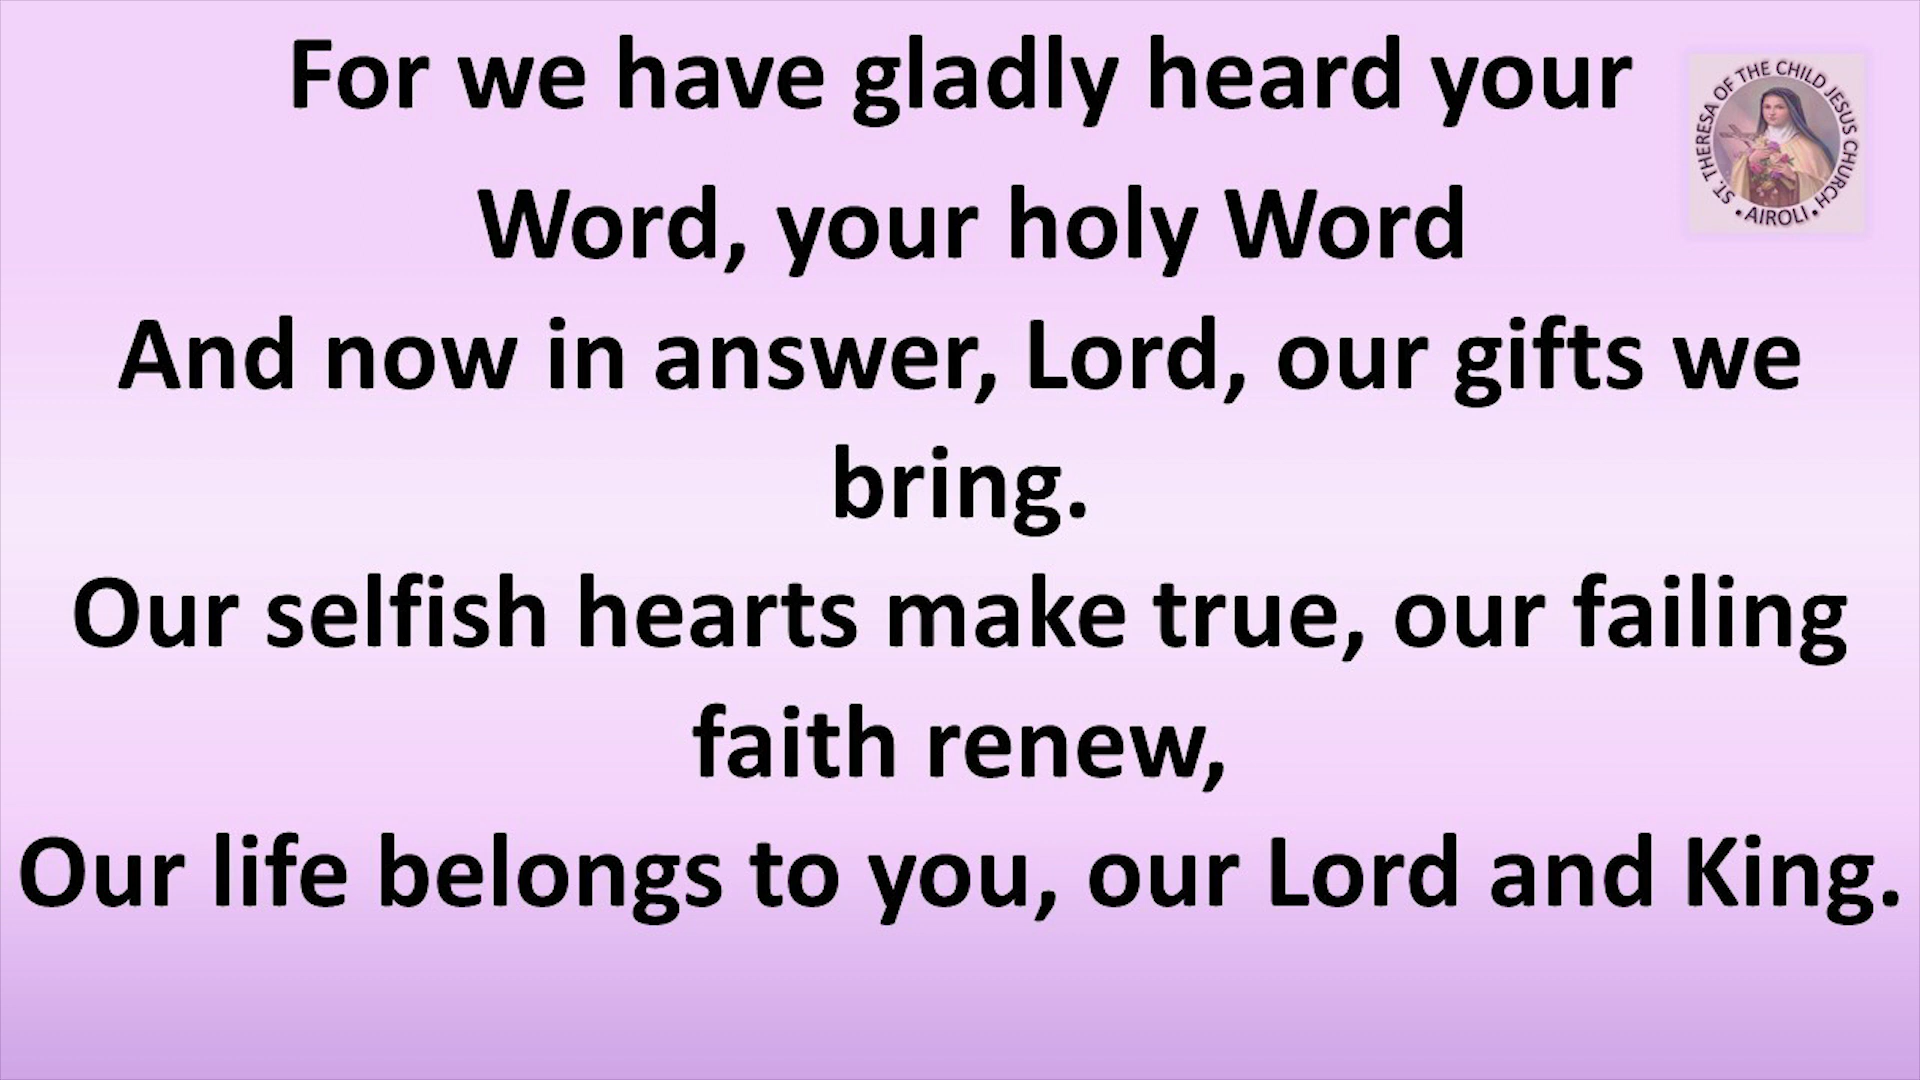 For we have gladly heard your
Word, your holy Word
And now in answer, Lord, our gifts we
bring.
Our selfish hearts make true, our failing
faith renew,
Our life belongs to you, our Lord and King.
ST. THERESA OF THE CHILD JESUS CHURCH
• AIROLI •